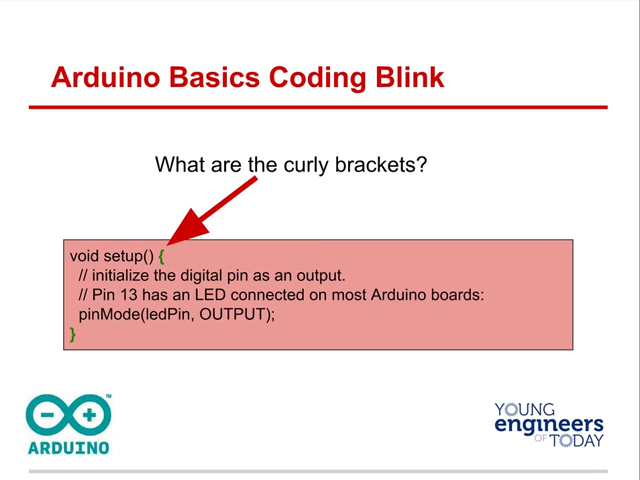 Arduino Basics Coding Blink
What are the curly brackets?
void setup() {
// initialize the digital pin as an output.
// Pin 13 has an LED connected on most Arduino boards:
pinMode(ledPin, OUTPUT);
}
ARDUINO
TM
YOUNG
engineers
OF TODAY